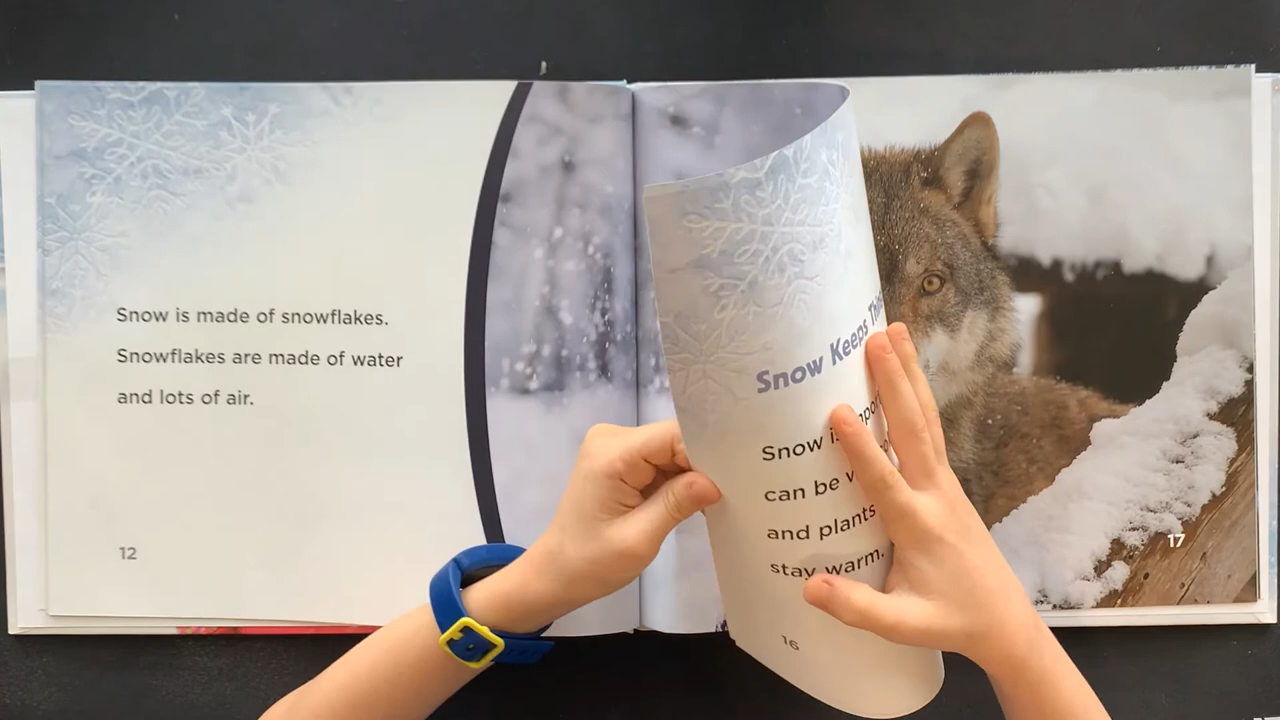 Snow is made of snowflakes.
Snowflakes are made of water
and lots of air.
12
Snow Keeps
Snow
can be
and plants
stay warm.
16
17